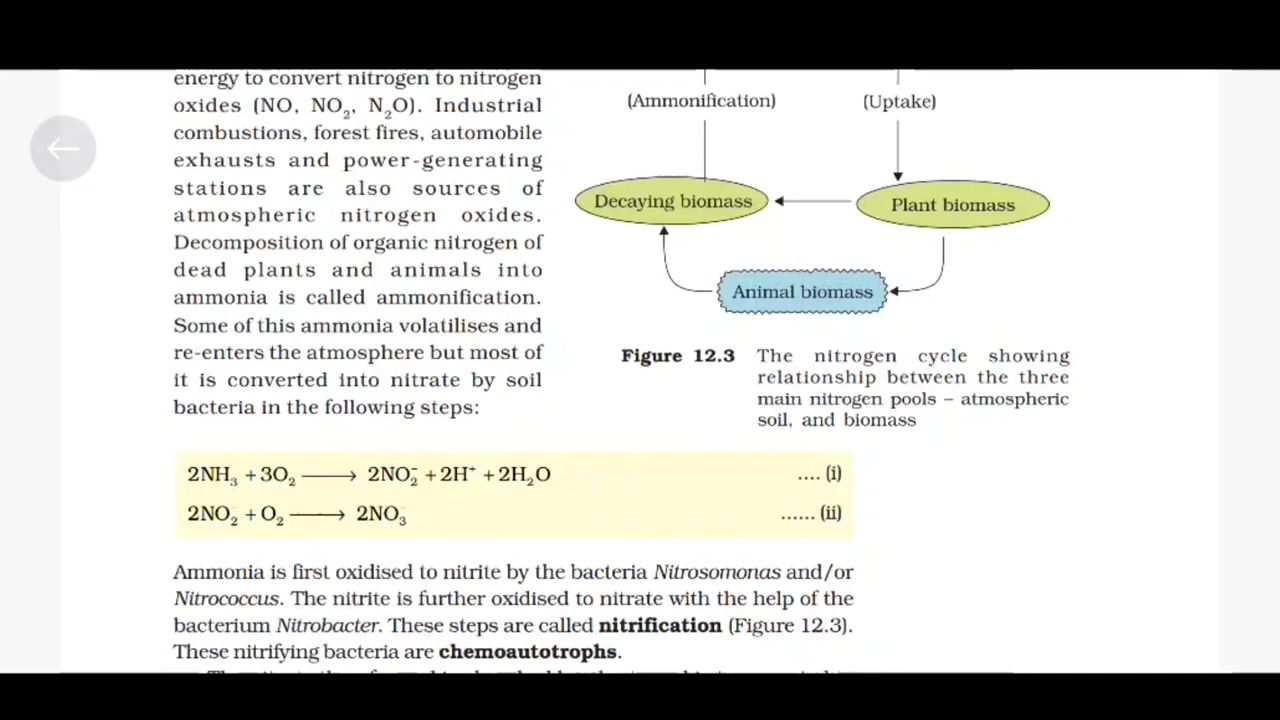 energy to convert nitrogen to nitrogen
oxides (NO, NO₂, N₂O). Industrial
combustions, forest fires, automobile
exhausts and power-generating
stations are also sources of
atmospheric nitrogen oxides.
Decomposition of organic nitrogen of
dead plants and animals into
ammonia is called ammonification.
Some of this ammonia volatilises and
re-enters the atmosphere but most of
it is converted into nitrate by soil
bacteria in the following steps:
(Ammonification)
(Uptake)
Decaying biomass
Plant biomass
Animal biomass
Figure 12.3 The nitrogen cycle showing
relationship between the three
main nitrogen pools – atmospheric
soil, and biomass
2NH₃ + 3O₂ ⟶ 2NO₂⁻ + 2H⁺ + 2H₂O .... (i)
2NO₂⁻ + O₂ ⟶ 2NO₃⁻ ...... (ii)
Ammonia is first oxidised to nitrite by the bacteria Nitrosomonas and/or
Nitrococcus. The nitrite is further oxidised to nitrate with the help of the
bacterium Nitrobacter. These steps are called nitrification (Figure 12.3).
These nitrifying bacteria are chemoautotrophs.